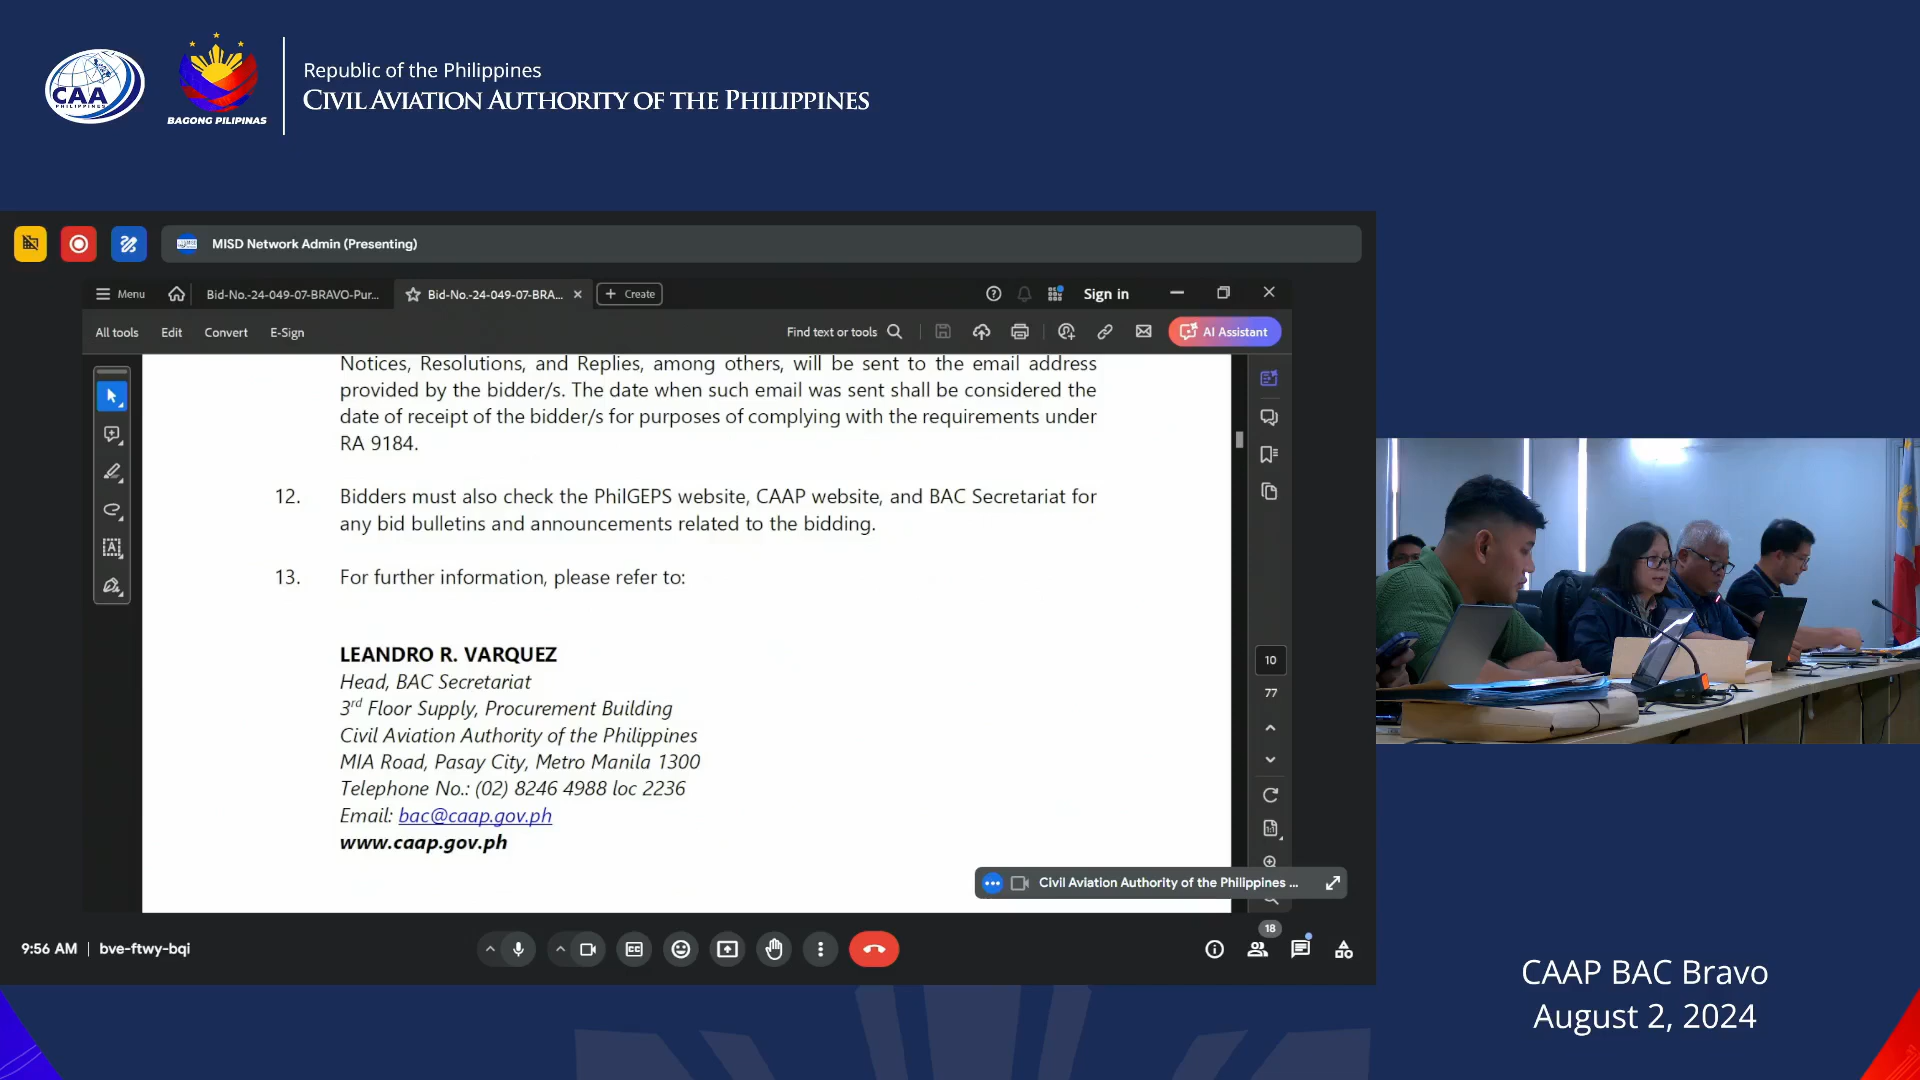 CAA
PHILIPPINES
BAGONG PILIPINAS
Republic of the Philippines
CIVIL AVIATION AUTHORITY OF THE PHILIPPINES
MISD Network Admin (Presenting)
Menu
Bid-No.-24-049-07-BRAVO-Pur...
Bid-No.-24-049-07-BRA...
Create
Sign in
All tools
Edit
Convert
E-Sign
Find text or tools
AI Assistant
Notices, Resolutions, and Replies, among others, will be sent to the email address
provided by the bidder/s. The date when such email was sent shall be considered the
date of receipt of the bidder/s for purposes of complying with the requirements under
RA 9184.
12. Bidders must also check the PhilGEPS website, CAAP website, and BAC Secretariat for
any bid bulletins and announcements related to the bidding.
13. For further information, please refer to:
LEANDRO R. VARQUEZ
Head, BAC Secretariat
3rd Floor Supply, Procurement Building
Civil Aviation Authority of the Philippines
MIA Road, Pasay City, Metro Manila 1300
Telephone No.: (02) 8246 4988 loc 2236
Email: bac@caap.gov.ph
www.caap.gov.ph
10
77
Civil Aviation Authority of the Philippines ...
9:56 AM | bve-ftwy-bqi
18
CAAP BAC Bravo
August 2, 2024